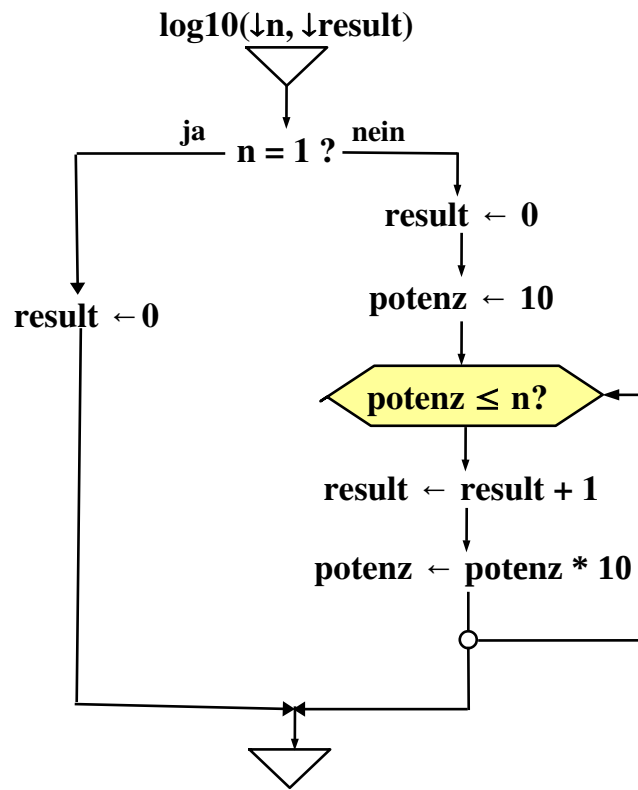 log10(↓n, ↓result)
ja
nein
n = 1 ?
result ← 0
potenz ← 10
result ←0
potenz ≤ n?
result ← result + 1
potenz ← potenz * 10